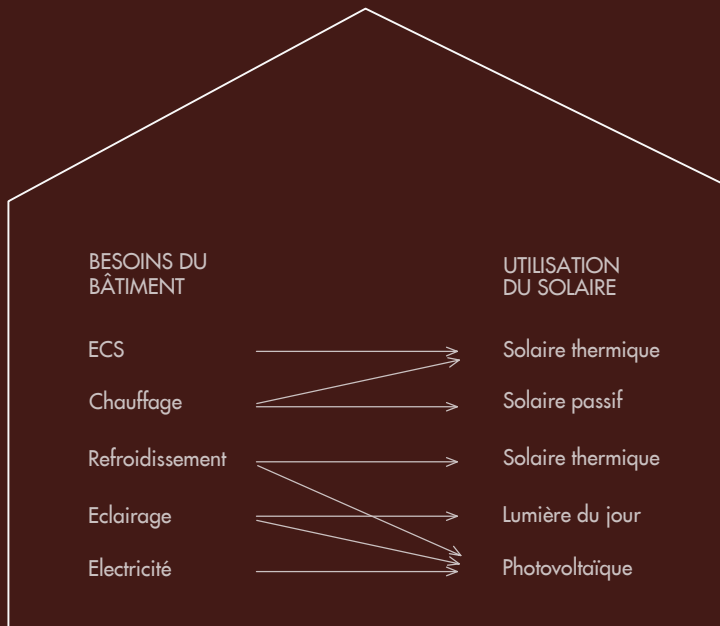 BESOINS DU
BÂTIMENT
UTILISATION
DU SOLAIRE
ECS
Solaire thermique
Chauffage
Solaire passif
Refroidissement
Solaire thermique
Eclairage
Lumière du jour
Electricité
Photovoltaïque